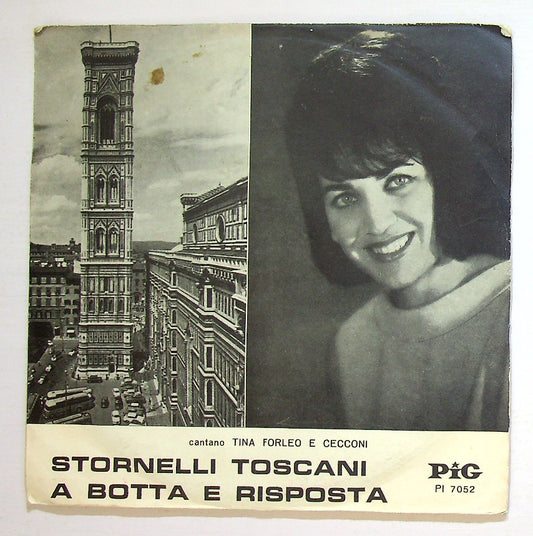 cantano TINA FORLEO E CECCONI
STORNELLI TOSCANI
A BOTTA E RISPOSTA
PiG
PI 7052